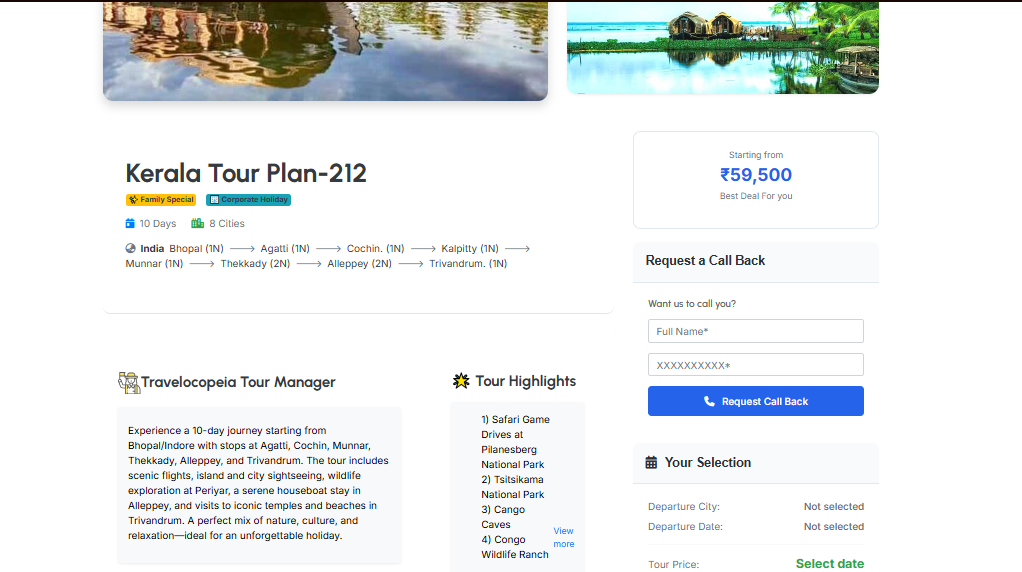 Kerala Tour Plan-212
Family Special
Corporate Holiday
10 Days
8 Cities
India Bhopal (1N) ⟶ Agatti (1N) ⟶ Cochin. (1N) ⟶ Kalpitty (1N) ⟶
Munnar (1N) ⟶ Thekkady (2N) ⟶ Alleppey (2N) ⟶ Trivandrum. (1N)
Travelocopeia Tour Manager
Experience a 10-day journey starting from
Bhopal/Indore with stops at Agatti, Cochin, Munnar,
Thekkady, Alleppey, and Trivandrum. The tour includes
scenic flights, island and city sightseeing, wildlife
exploration at Periyar, a serene houseboat stay in
Alleppey, and visits to iconic temples and beaches in
Trivandrum. A perfect mix of nature, culture, and
relaxation—ideal for an unforgettable holiday.
Tour Highlights
1) Safari Game
Drives at
Pilanesberg
National Park
2) Tsitsikama
National Park
3) Cango
Caves
4) Congo
Wildlife Ranch
View
more
Starting from
₹59,500
Best Deal For you
Request a Call Back
Want us to call you?
Full Name*
XXXXXXXXXX*
Request Call Back
Your Selection
Departure City: Not selected
Departure Date: Not selected
Tour Price: Select date